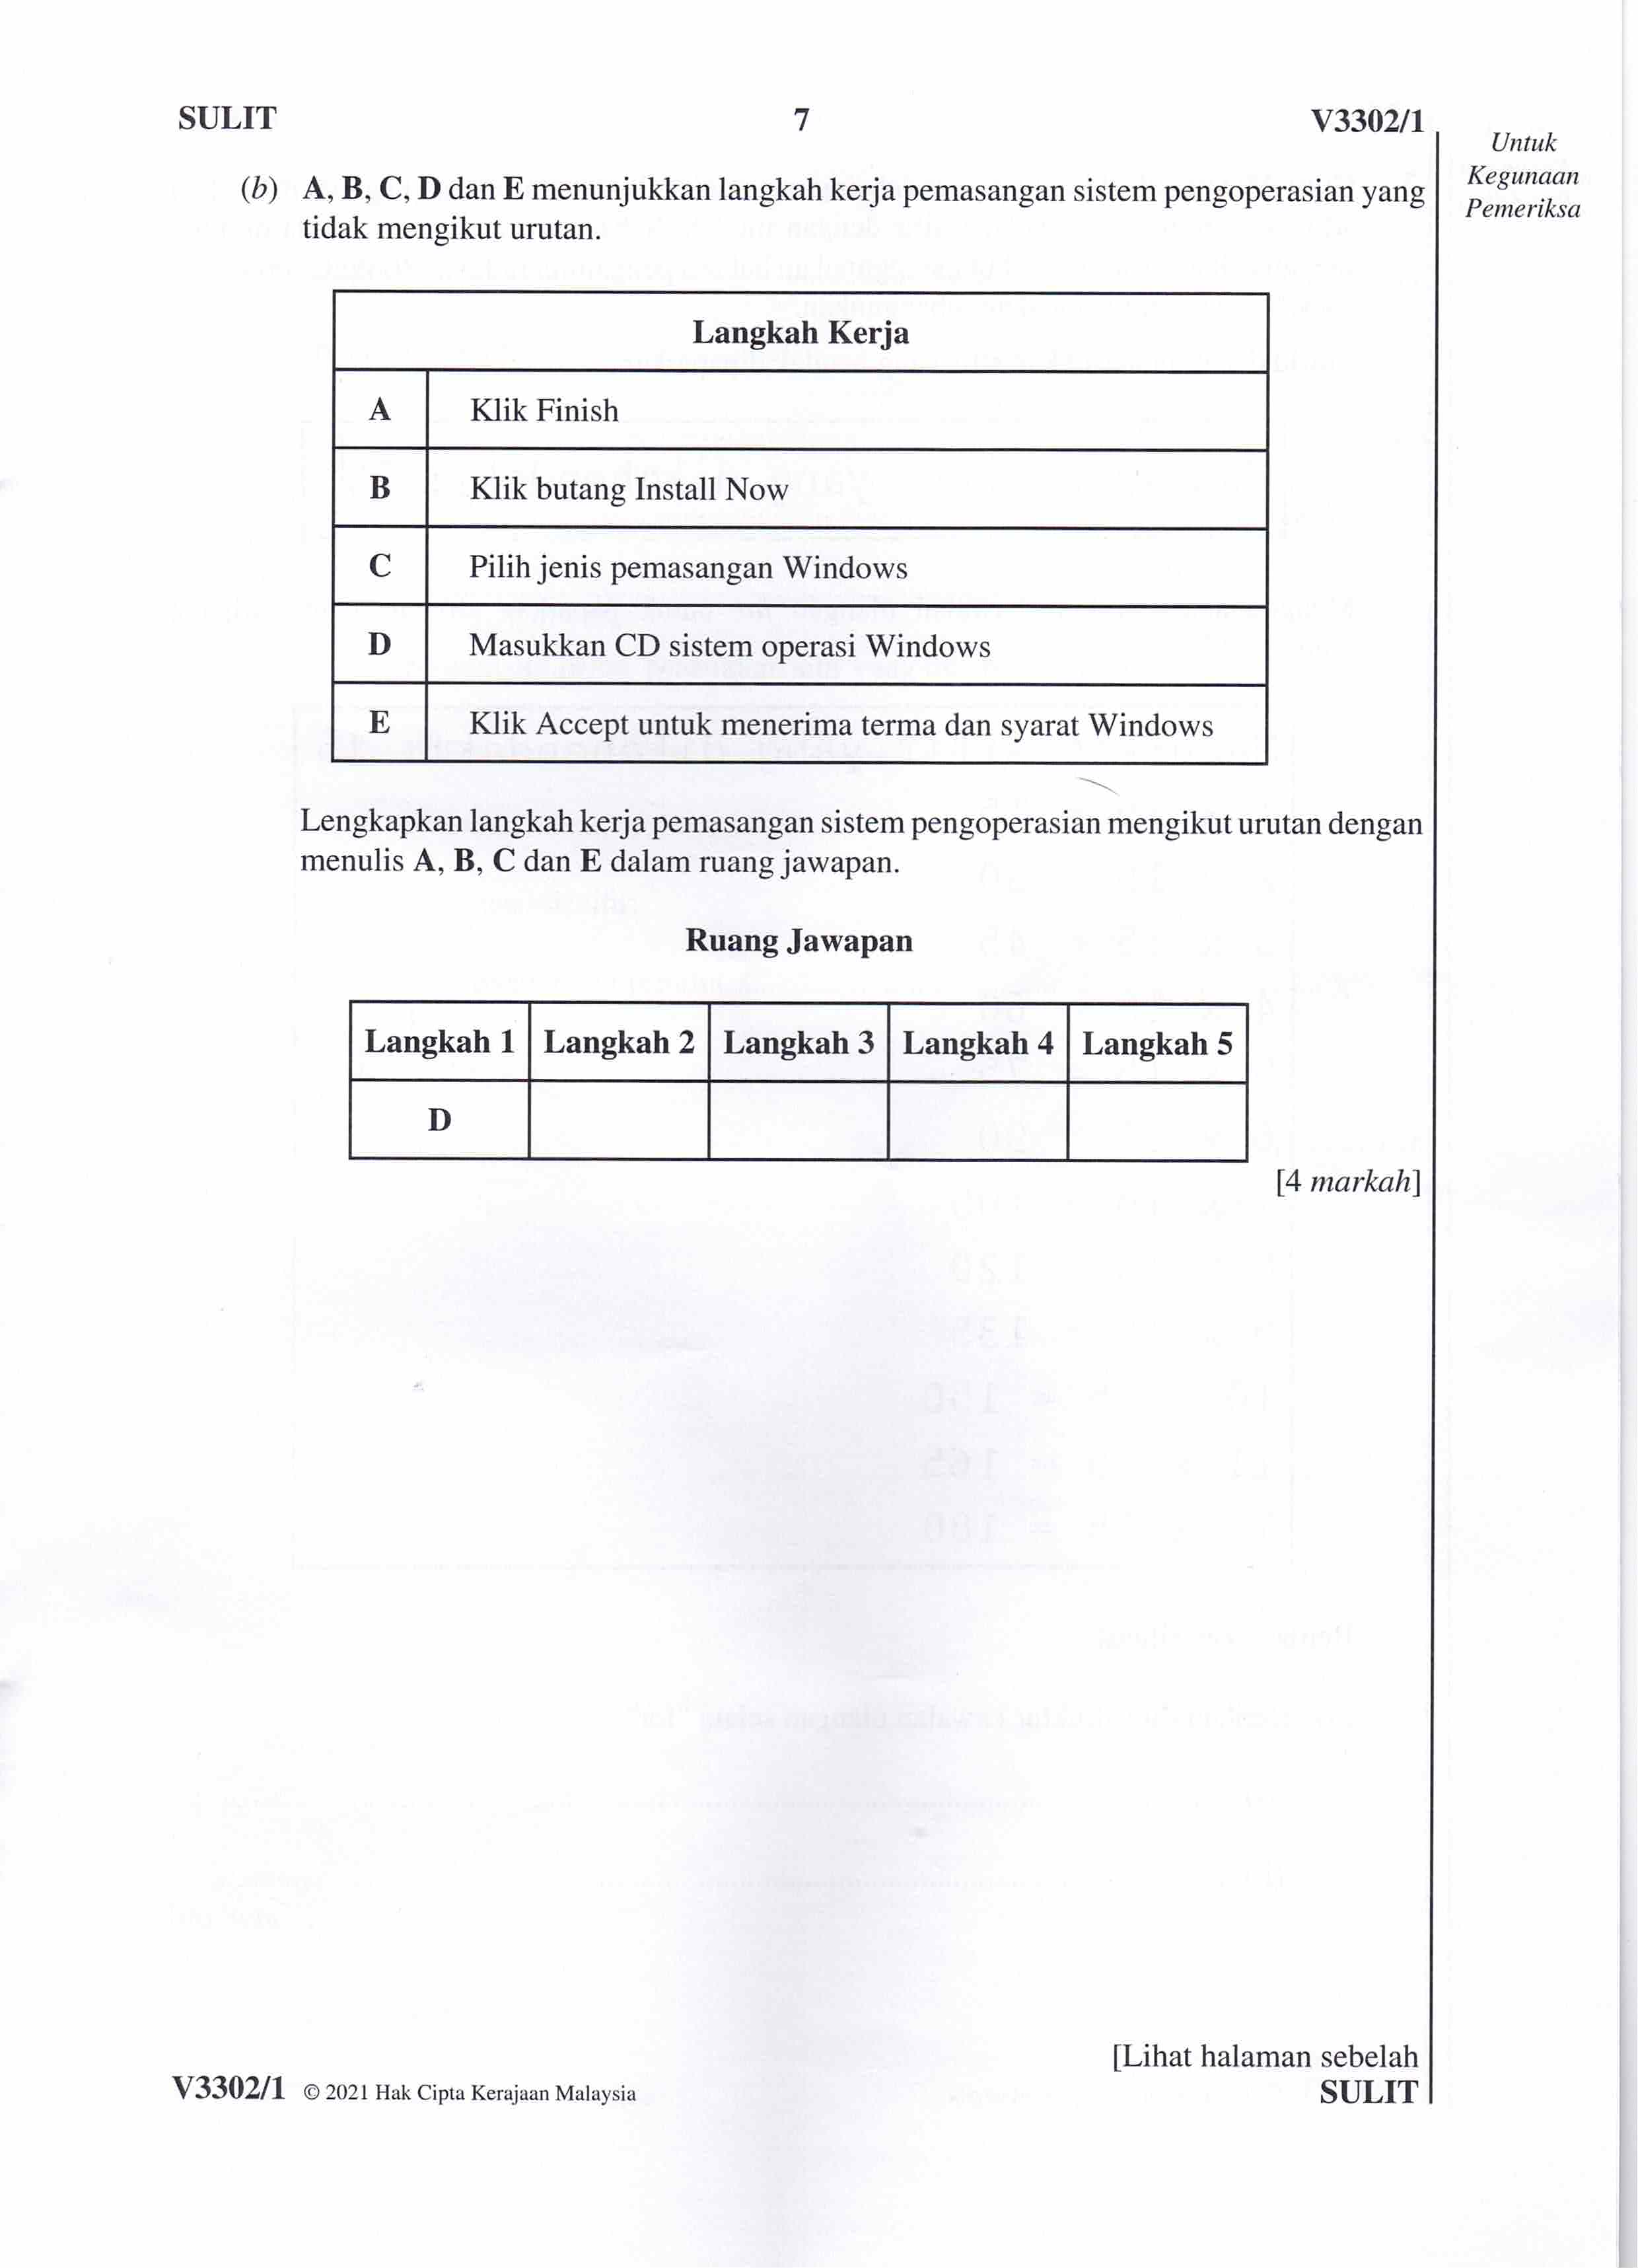 SULIT 7 V3302/1
Untuk
Kegunaan
Pemeriksa
(b) A, B, C, D dan E menunjukkan langkah kerja pemasangan sistem pengoperasian yang
tidak mengikut urutan.
Langkah Kerja
A Klik Finish
B Klik butang Install Now
C Pilih jenis pemasangan Windows
D Masukkan CD sistem operasi Windows
E Klik Accept untuk menerima terma dan syarat Windows
Lengkapkan langkah kerja pemasangan sistem pengoperasian mengikut urutan dengan
menulis A, B, C dan E dalam ruang jawapan.
Ruang Jawapan
Langkah 1 Langkah 2 Langkah 3 Langkah 4 Langkah 5
D
[4 markah]
[Lihat halaman sebelah
V3302/1 © 2021 Hak Cipta Kerajaan Malaysia
SULIT